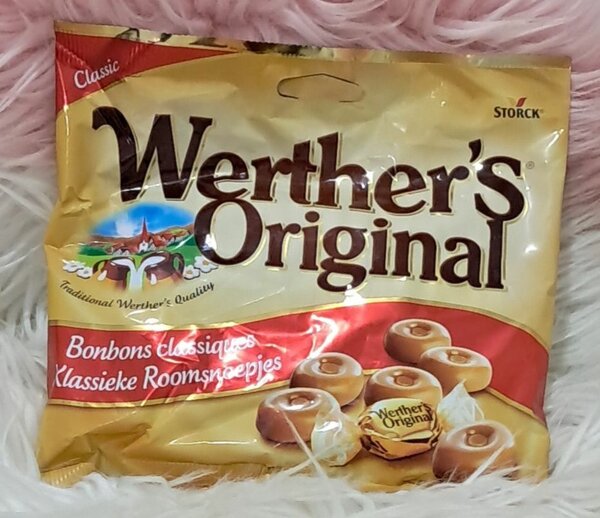 Classic
STORCK
Werther's
Original
Traditional Werther's Quality
Bonbons classiques
Klassieke Roomsnoepjes
Werther's
Original